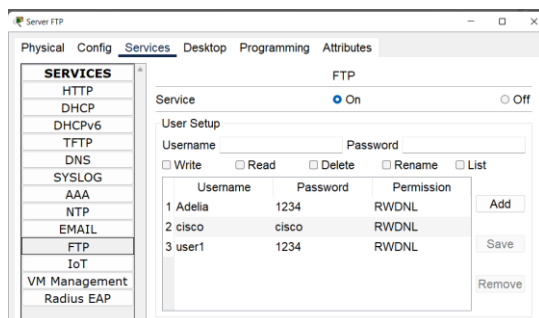 Server FTP
Physical Config Services Desktop Programming Attributes
SERVICES
HTTP
DHCP
DHCPv6
TFTP
DNS
SYSLOG
AAA
NTP
EMAIL
FTP
IoT
VM Management
Radius EAP
FTP
Service On Off
User Setup
Username Password
Write Read Delete Rename List
Username Password Permission
1 Adelia 1234 RWDNL
2 cisco cisco RWDNL
3 user1 1234 RWDNL
Add
Save
Remove